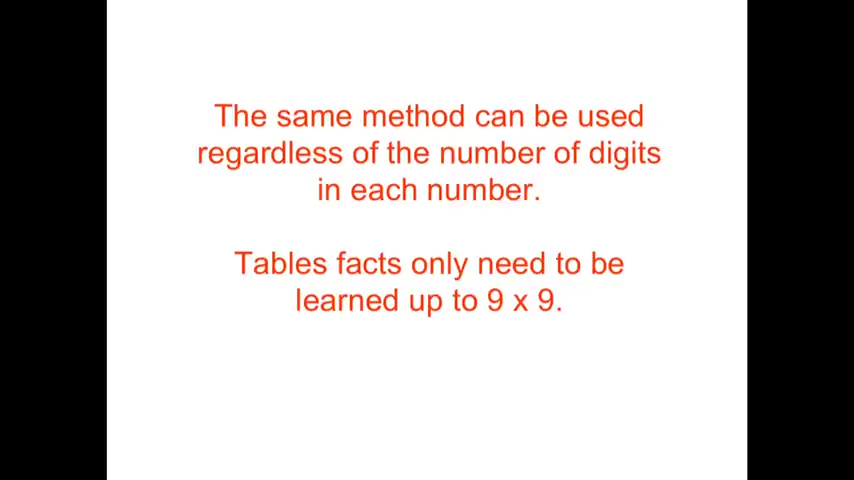 The same method can be used
regardless of the number of digits
in each number.
Tables facts only need to be
learned up to 9 x 9.